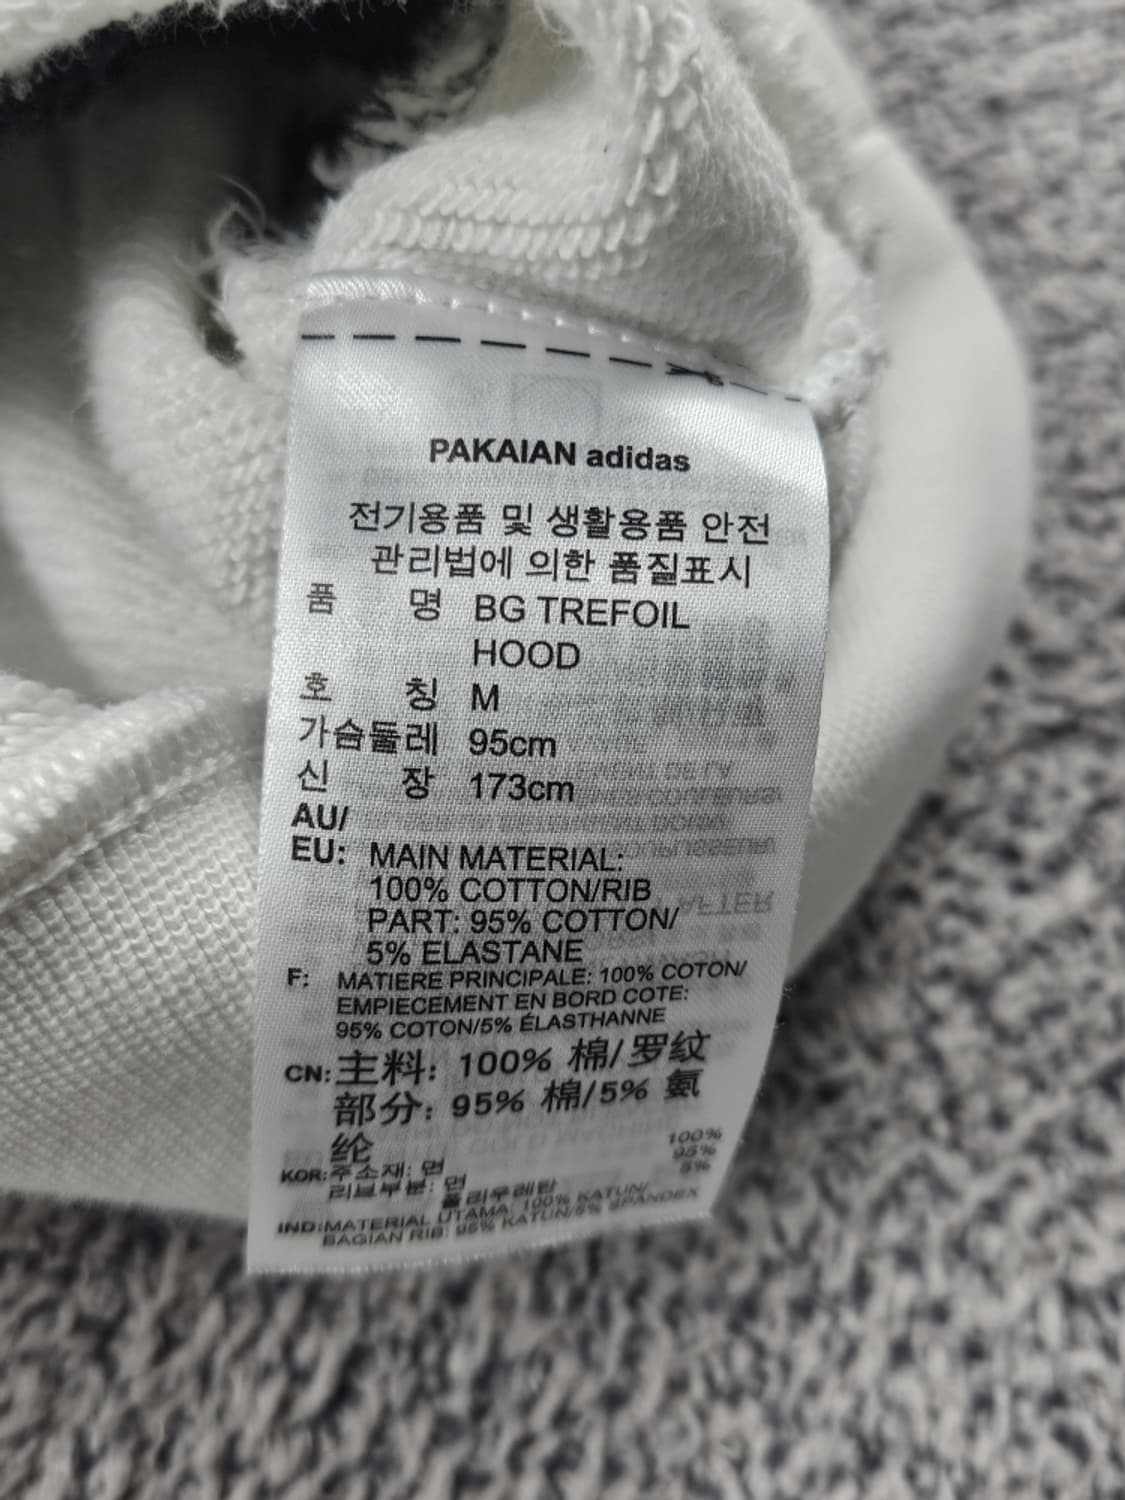 PAKAIAN adidas
전기용품 및 생활용품 안전
관리법에 의한 품질표시
품 명 BG TREFOIL
HOOD
호 칭 M
가슴둘레 95cm
신 장 173cm
AU/
EU: MAIN MATERIAL:
100% COTTON/RIB
PART: 95% COTTON/
5% ELASTANE
F: MATIERE PRINCIPALE: 100% COTON/
EMPIECEMENT EN BORD COTE:
95% COTON/5% ÉLASTHANNE
CN: 主料: 100% 棉/罗纹
部分: 95% 棉/5% 氨
纶
KOR: 주소재: 면 100%
리브부분: 면 95%
폴리우레탄 5%
IND: MATERIAL UTAMA: 100% KATUN/
BAGIAN RIB: 95% KATUN/5% SPANDEX